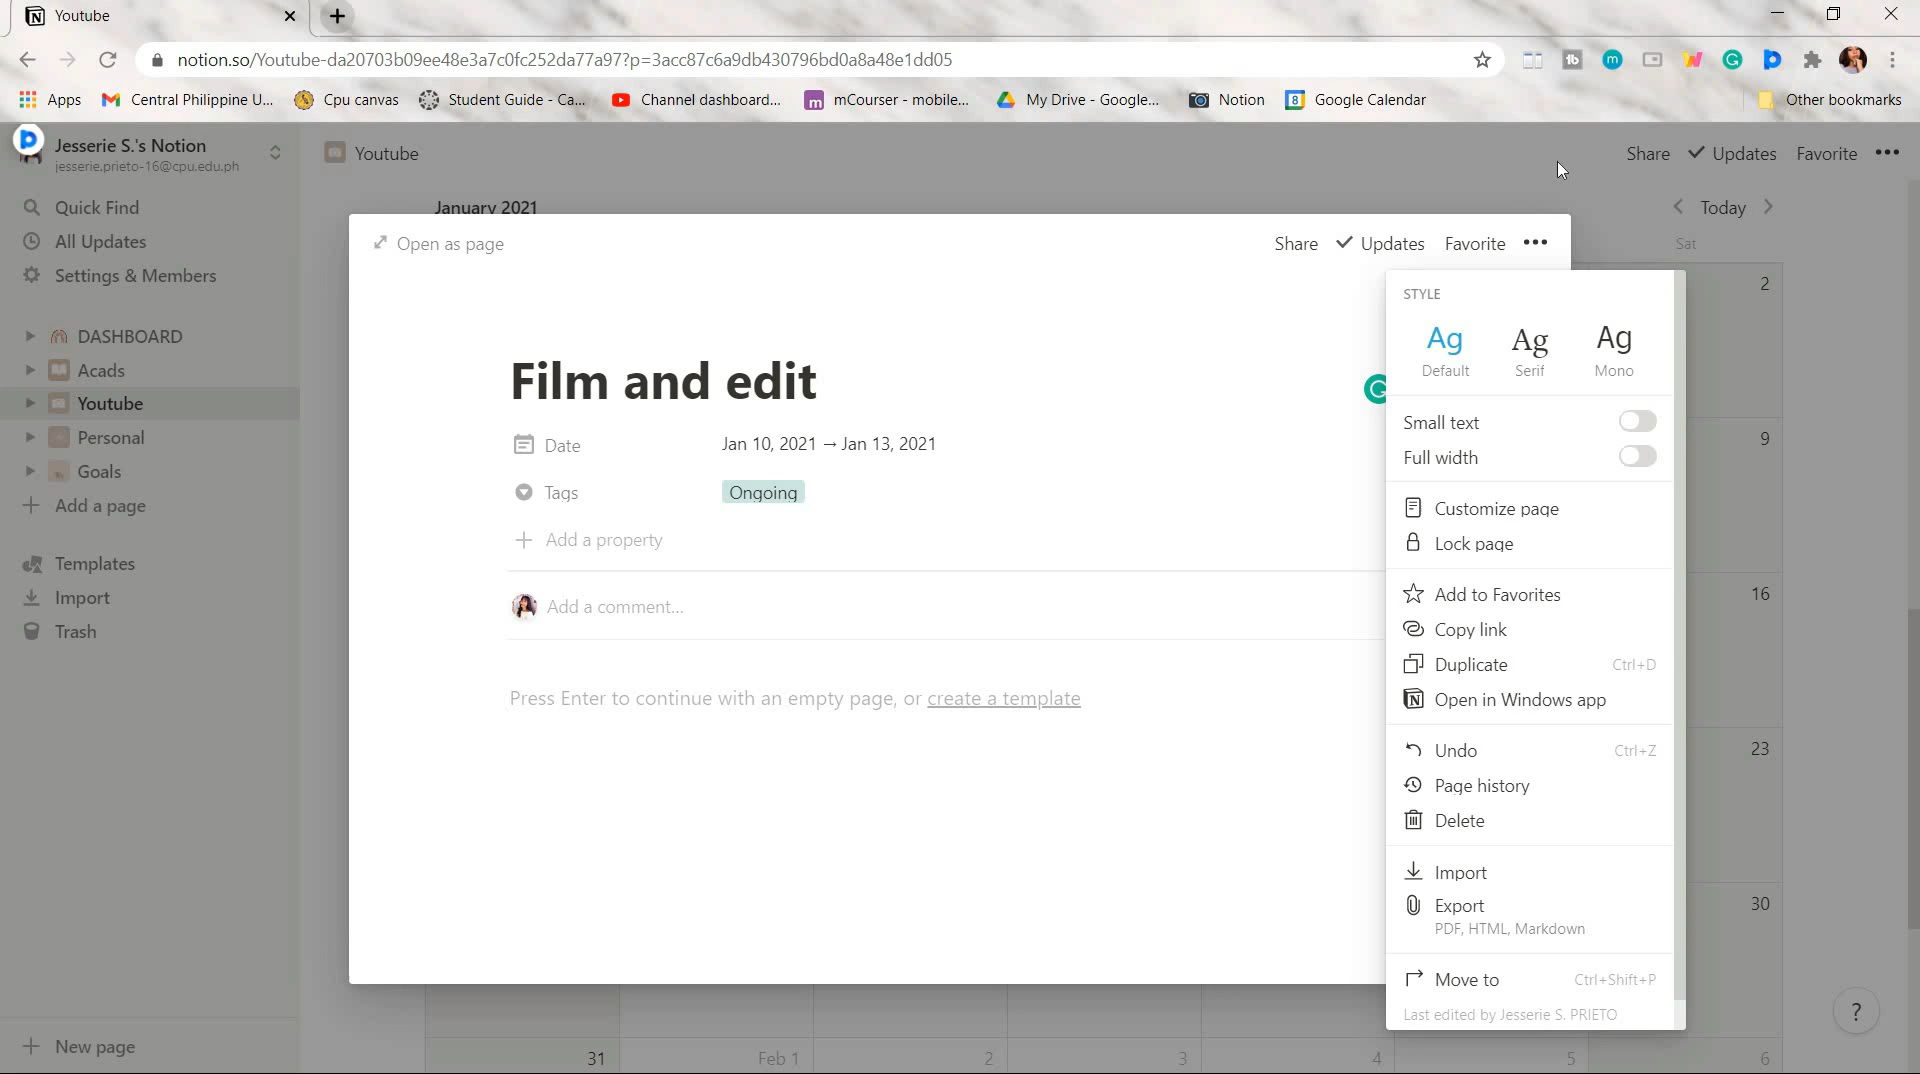 Youtube
notion.so/Youtube-da20703b09ee48e3a7c0fc252da77a97?p=3acc87c6a9db430796bd0a8a48e1dd05
Apps
Central Philippine U...
Cpu canvas
Student Guide - Ca...
Channel dashboard...
mCourser - mobile...
My Drive - Google...
Notion
Google Calendar
Other bookmarks
Jesserie S.'s Notion
jesserie.prieto-16@cpu.edu.ph
Quick Find
All Updates
Settings & Members
DASHBOARD
Acads
Youtube
Personal
Goals
Add a page
Templates
Import
Trash
New page
Youtube
Share
Updates
Favorite
January 2021
Today
Sat
2
9
16
23
30
31
Feb 1
2
3
4
5
6
Open as page
Share
Updates
Favorite
Film and edit
Date
Jan 10, 2021 → Jan 13, 2021
Tags
Ongoing
Add a property
Add a comment...
Press Enter to continue with an empty page, or create a template
STYLE
Ag Ag Ag
Default Serif Mono
Small text
Full width
Customize page
Lock page
Add to Favorites
Copy link
Duplicate Ctrl+D
Open in Windows app
Undo Ctrl+Z
Page history
Delete
Import
Export
PDF, HTML, Markdown
Move to Ctrl+Shift+P
Last edited by Jesserie S. PRIETO
?